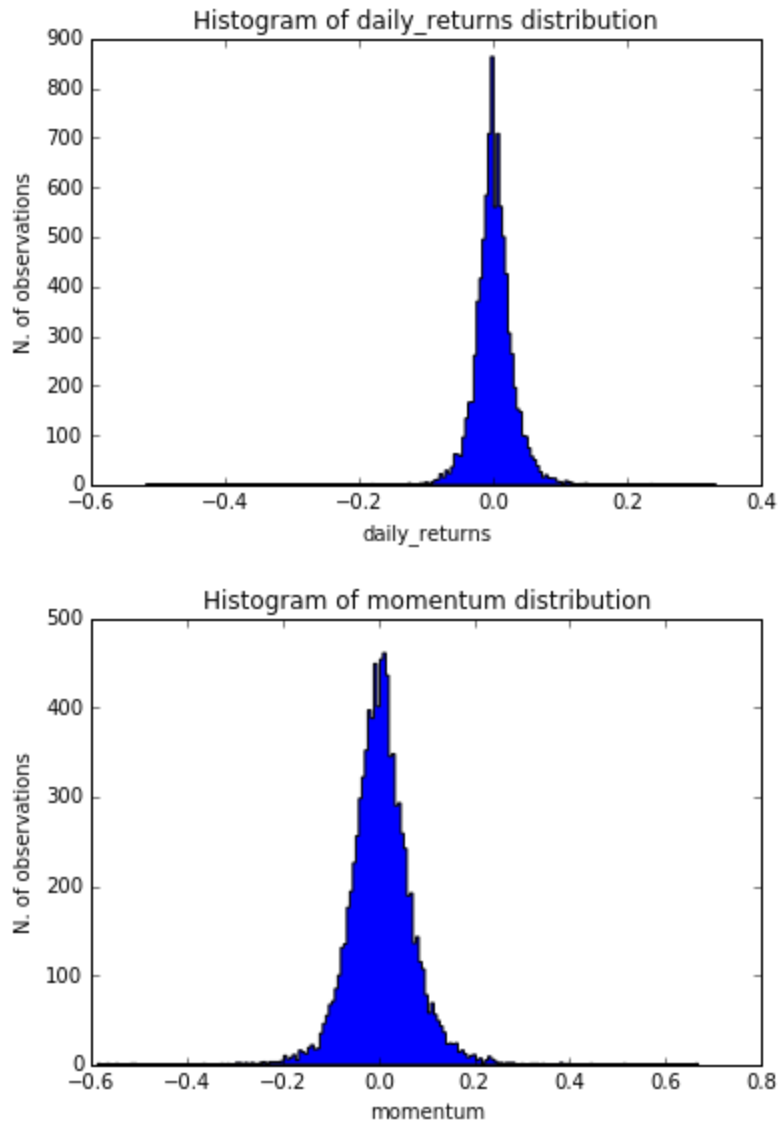 Histogram of daily_returns distribution
900
800
700
600
500
400
300
200
100
0
N. of observations
−0.6 −0.4 −0.2 0.0 0.2 0.4
daily_returns
Histogram of momentum distribution
500
400
300
200
100
0
N. of observations
−0.6 −0.4 −0.2 0.0 0.2 0.4 0.6 0.8
momentum